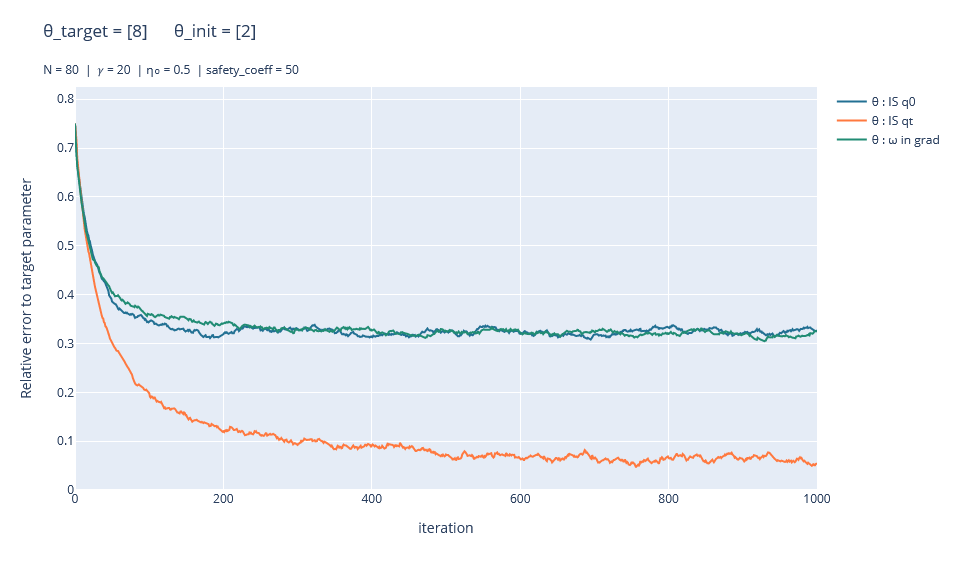 θ_target = [8]     θ_init = [2]
N = 80  |  γ = 20  | η₀ = 0.5  | safety_coeff = 50
θ : IS q0
θ : IS qt
θ : ω in grad
Relative error to target parameter
0.8
0.7
0.6
0.5
0.4
0.3
0.2
0.1
0
0 200 400 600 800 1000
iteration